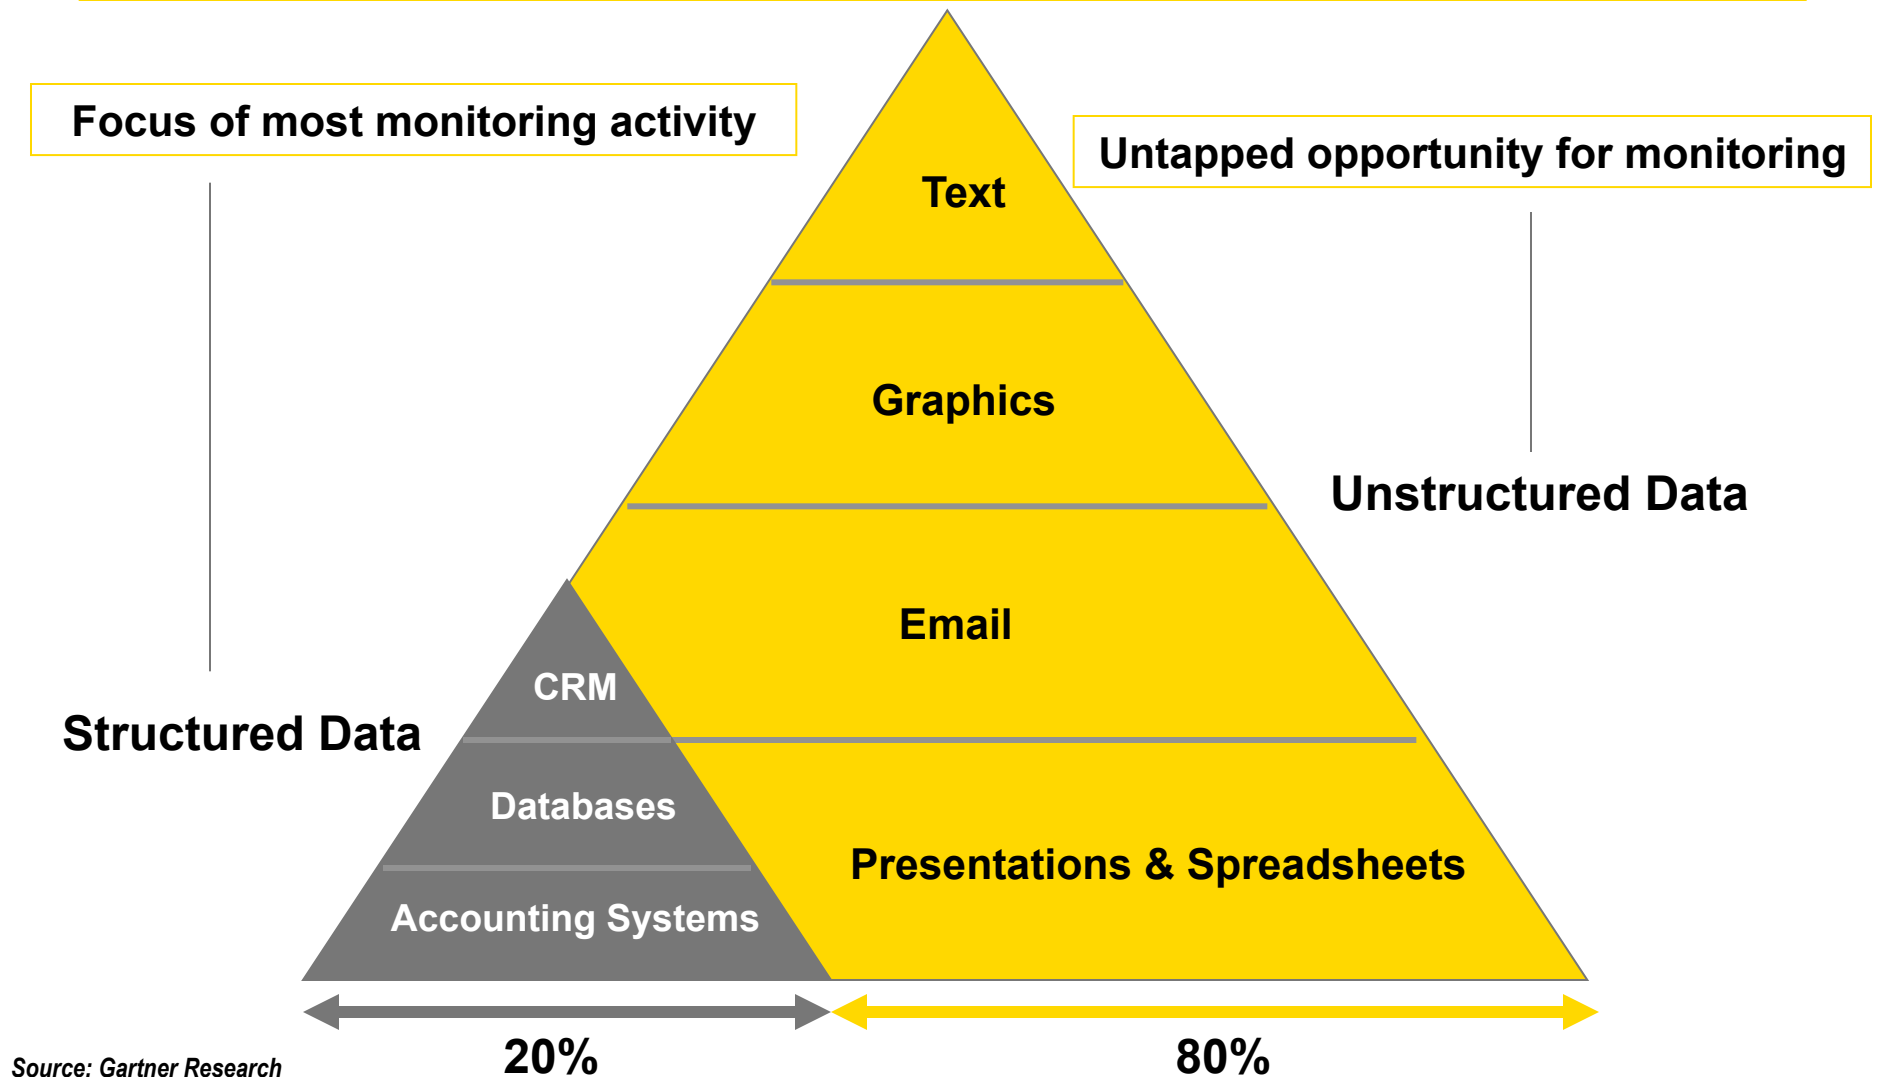 Focus of most monitoring activity
Untapped opportunity for monitoring
Text
Graphics
Unstructured Data
Email
CRM
Structured Data
Databases
Presentations & Spreadsheets
Accounting Systems
20%
80%
Source: Gartner Research